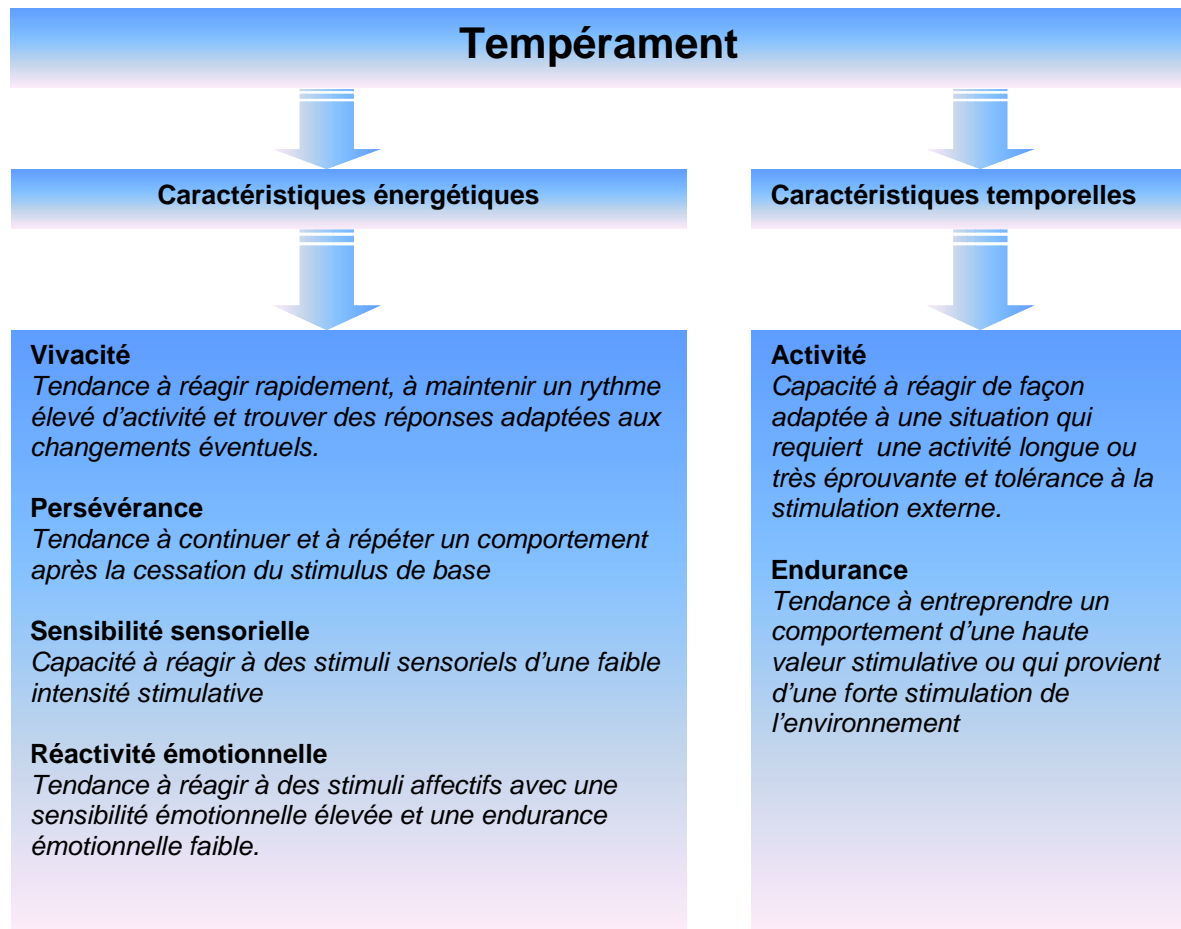 Tempérament
Caractéristiques énergétiques
Caractéristiques temporelles
Vivacité
Tendance à réagir rapidement, à maintenir un rythme
élevé d'activité et trouver des réponses adaptées aux
changements éventuels.
Persévérance
Tendance à continuer et à répéter un comportement
après la cessation du stimulus de base
Sensibilité sensorielle
Capacité à réagir à des stimuli sensoriels d'une faible
intensité stimulative
Réactivité émotionnelle
Tendance à réagir à des stimuli affectifs avec une
sensibilité émotionnelle élevée et une endurance
émotionnelle faible.
Activité
Capacité à réagir de façon
adaptée à une situation qui
requiert une activité longue ou
très éprouvante et tolérance à la
stimulation externe.
Endurance
Tendance à entreprendre un
comportement d'une haute
valeur stimulative ou qui provient
d'une forte stimulation de
l'environnement